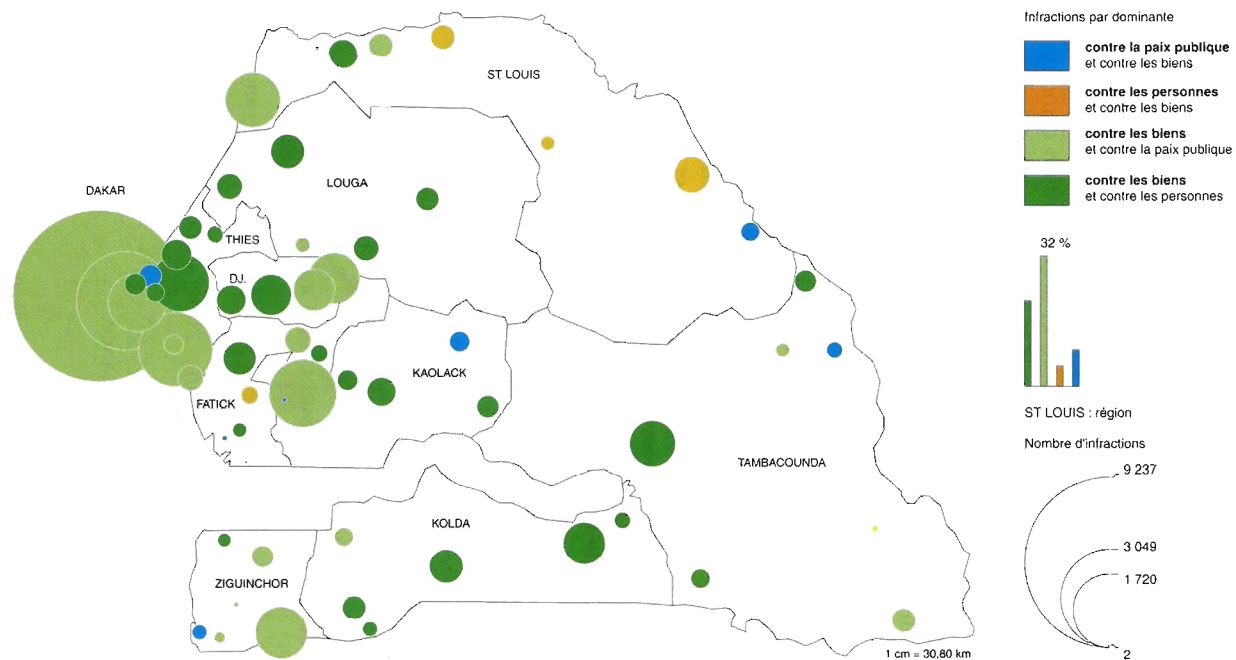 Infractions par dominante
contre la paix publique
et contre les biens
contre les personnes
et contre les biens
contre les biens
et contre la paix publique
contre les biens
et contre les personnes
32 %
ST LOUIS : région
Nombre d'infractions
9 237
3 049
1 720
2
ST LOUIS
DAKAR
LOUGA
THIES
DJ.
KAOLACK
FATICK
TAMBACOUNDA
KOLDA
ZIGUINCHOR
1 cm = 30,80 km